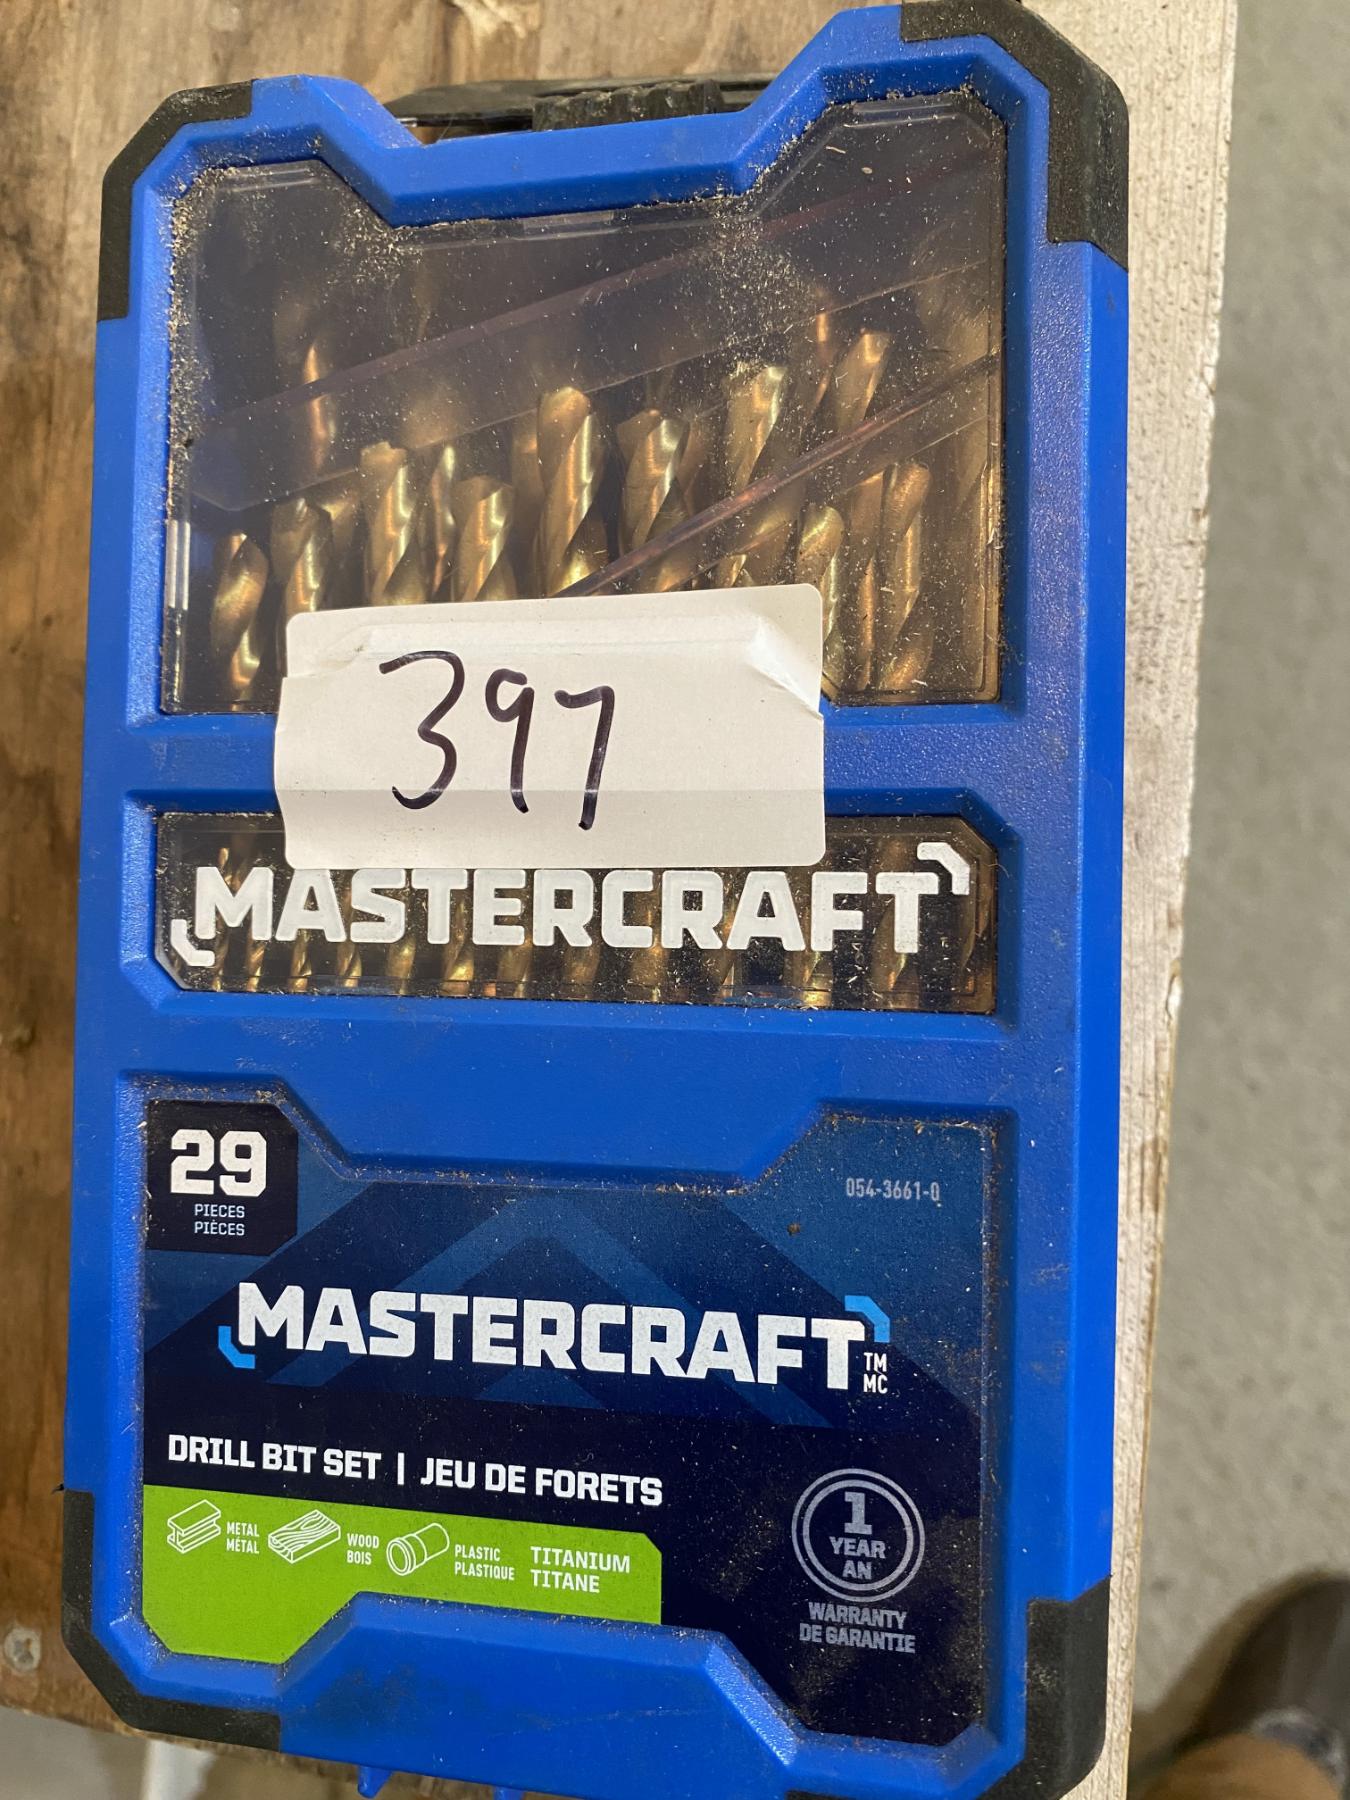 397
MASTERCRAFT
29
PIECES
PIÈCES
054-3661-0
MASTERCRAFT
TM
MC
DRILL BIT SET | JEU DE FORETS
METAL
MÉTAL
WOOD
BOIS
PLASTIC
PLASTIQUE
TITANIUM
TITANE
1
YEAR
AN
WARRANTY
DE GARANTIE